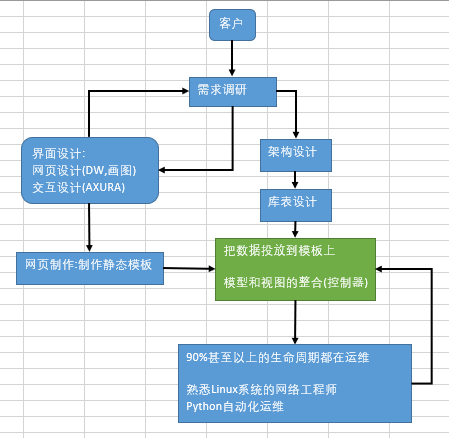 客户
需求调研
界面设计:
网页设计(DW,画图)
交互设计(AXURA)
架构设计
库表设计
网页制作:制作静态模板
把数据投放到模板上
模型和视图的整合(控制器)
90%甚至以上的生命周期都在运维
熟悉Linux系统的网络工程师
Python自动化运维